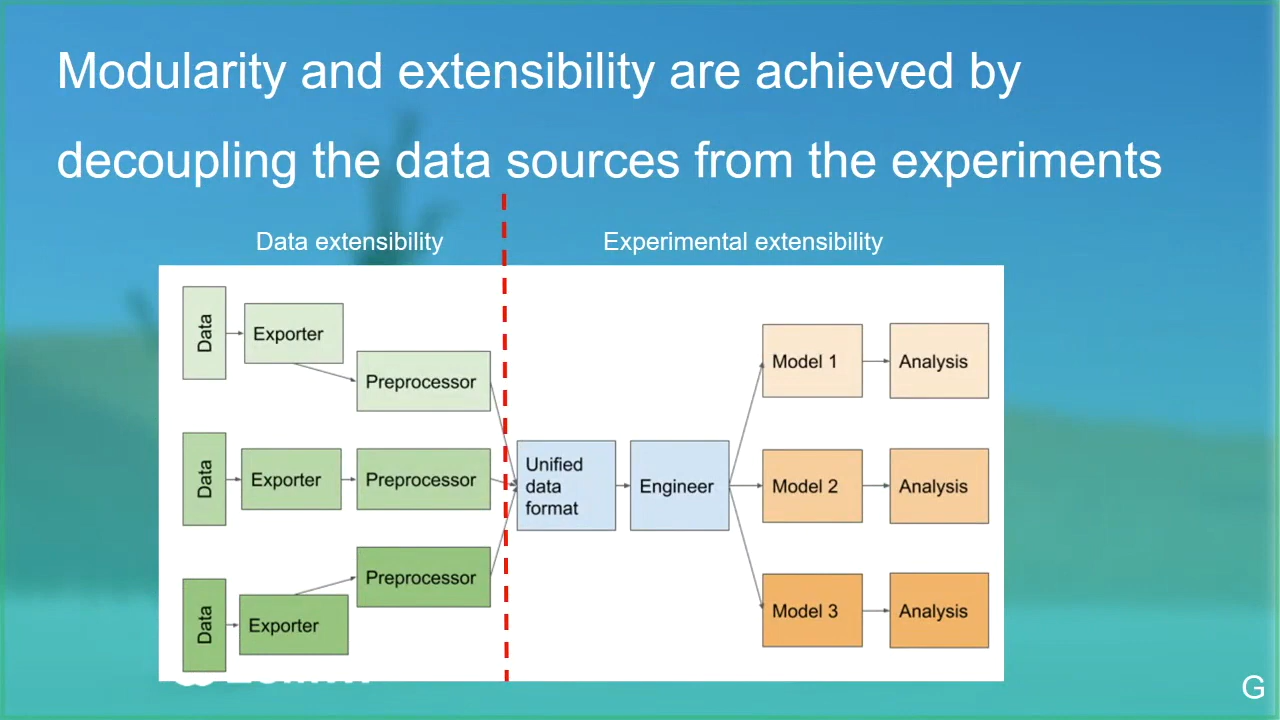 Modularity and extensibility are achieved by
decoupling the data sources from the experiments
Data extensibility
Experimental extensibility
Data
Exporter
Preprocessor
Data
Exporter
Preprocessor
Data
Exporter
Preprocessor
Unified
data
format
Engineer
Model 1
Analysis
Model 2
Analysis
Model 3
Analysis
G